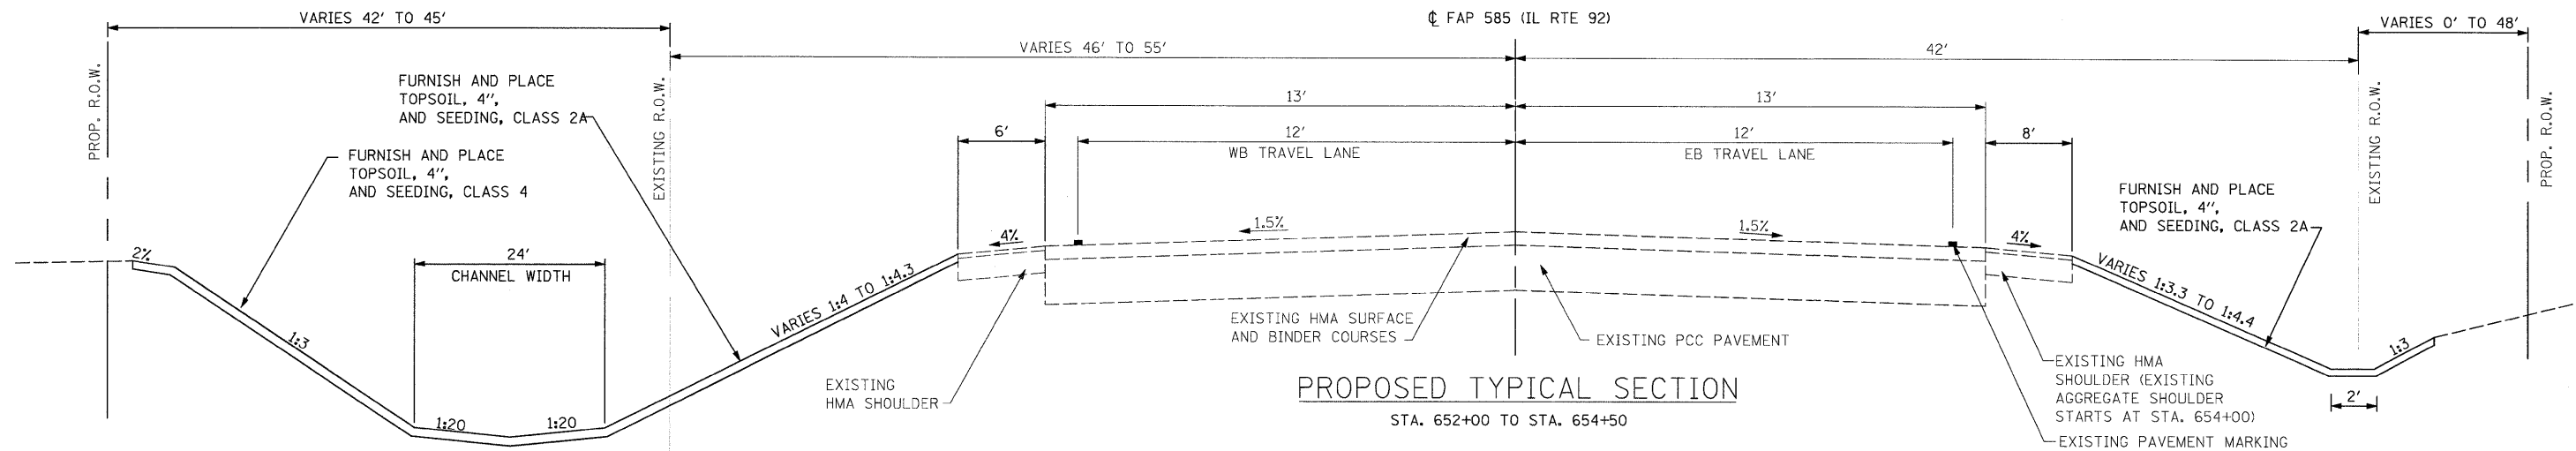 VARIES 42' TO 45'
℄ FAP 585 (IL RTE 92)
VARIES 0' TO 48'
VARIES 46' TO 55'
42'
PROP. R.O.W.
FURNISH AND PLACE
TOPSOIL, 4",
AND SEEDING, CLASS 2A
EXISTING R.O.W.
13'
13'
EXISTING R.O.W.
PROP. R.O.W.
6'
12'
WB TRAVEL LANE
12'
EB TRAVEL LANE
8'
FURNISH AND PLACE
TOPSOIL, 4",
AND SEEDING, CLASS 4
FURNISH AND PLACE
TOPSOIL, 4",
AND SEEDING, CLASS 2A
2%
24'
CHANNEL WIDTH
4%
1.5%
1.5%
4%
1:3
1:20
1:20
VARIES 1:4 TO 1:4.3
VARIES 1:3.3 TO 1:4.4
1:3
2'
EXISTING
HMA SHOULDER
EXISTING HMA SURFACE
AND BINDER COURSES
EXISTING PCC PAVEMENT
EXISTING HMA
SHOULDER (EXISTING
AGGREGATE SHOULDER
STARTS AT STA. 654+00)
EXISTING PAVEMENT MARKING
PROPOSED TYPICAL SECTION
STA. 652+00 TO STA. 654+50